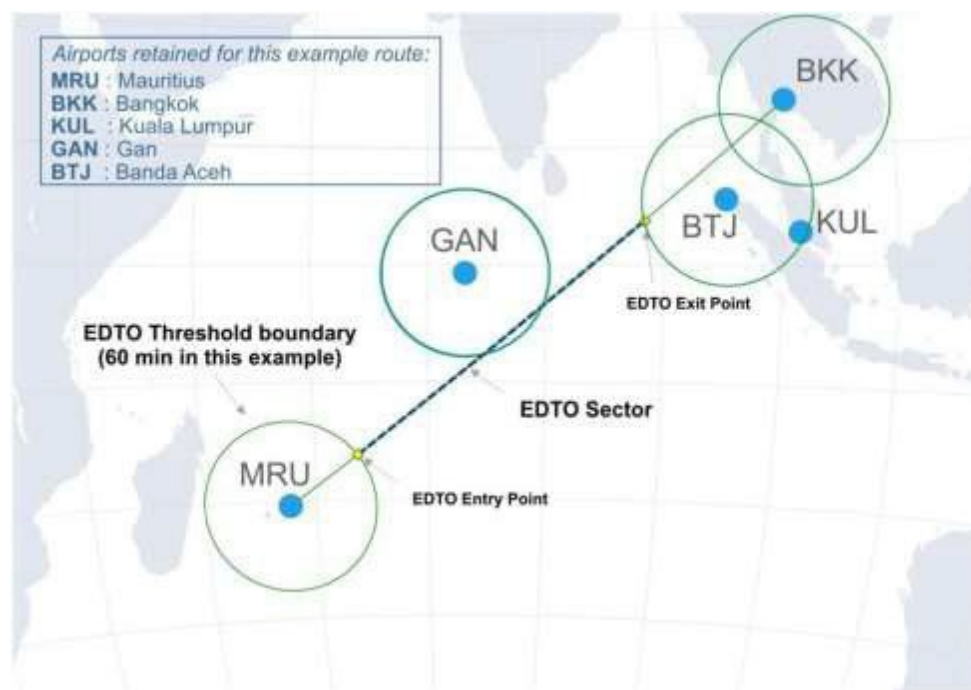 Airports retained for this example route:
MRU : Mauritius
BKK : Bangkok
KUL : Kuala Lumpur
GAN : Gan
BTJ : Banda Aceh
BKK
GAN
BTJ
KUL
EDTO Exit Point
EDTO Threshold boundary
(60 min in this example)
EDTO Sector
MRU
EDTO Entry Point